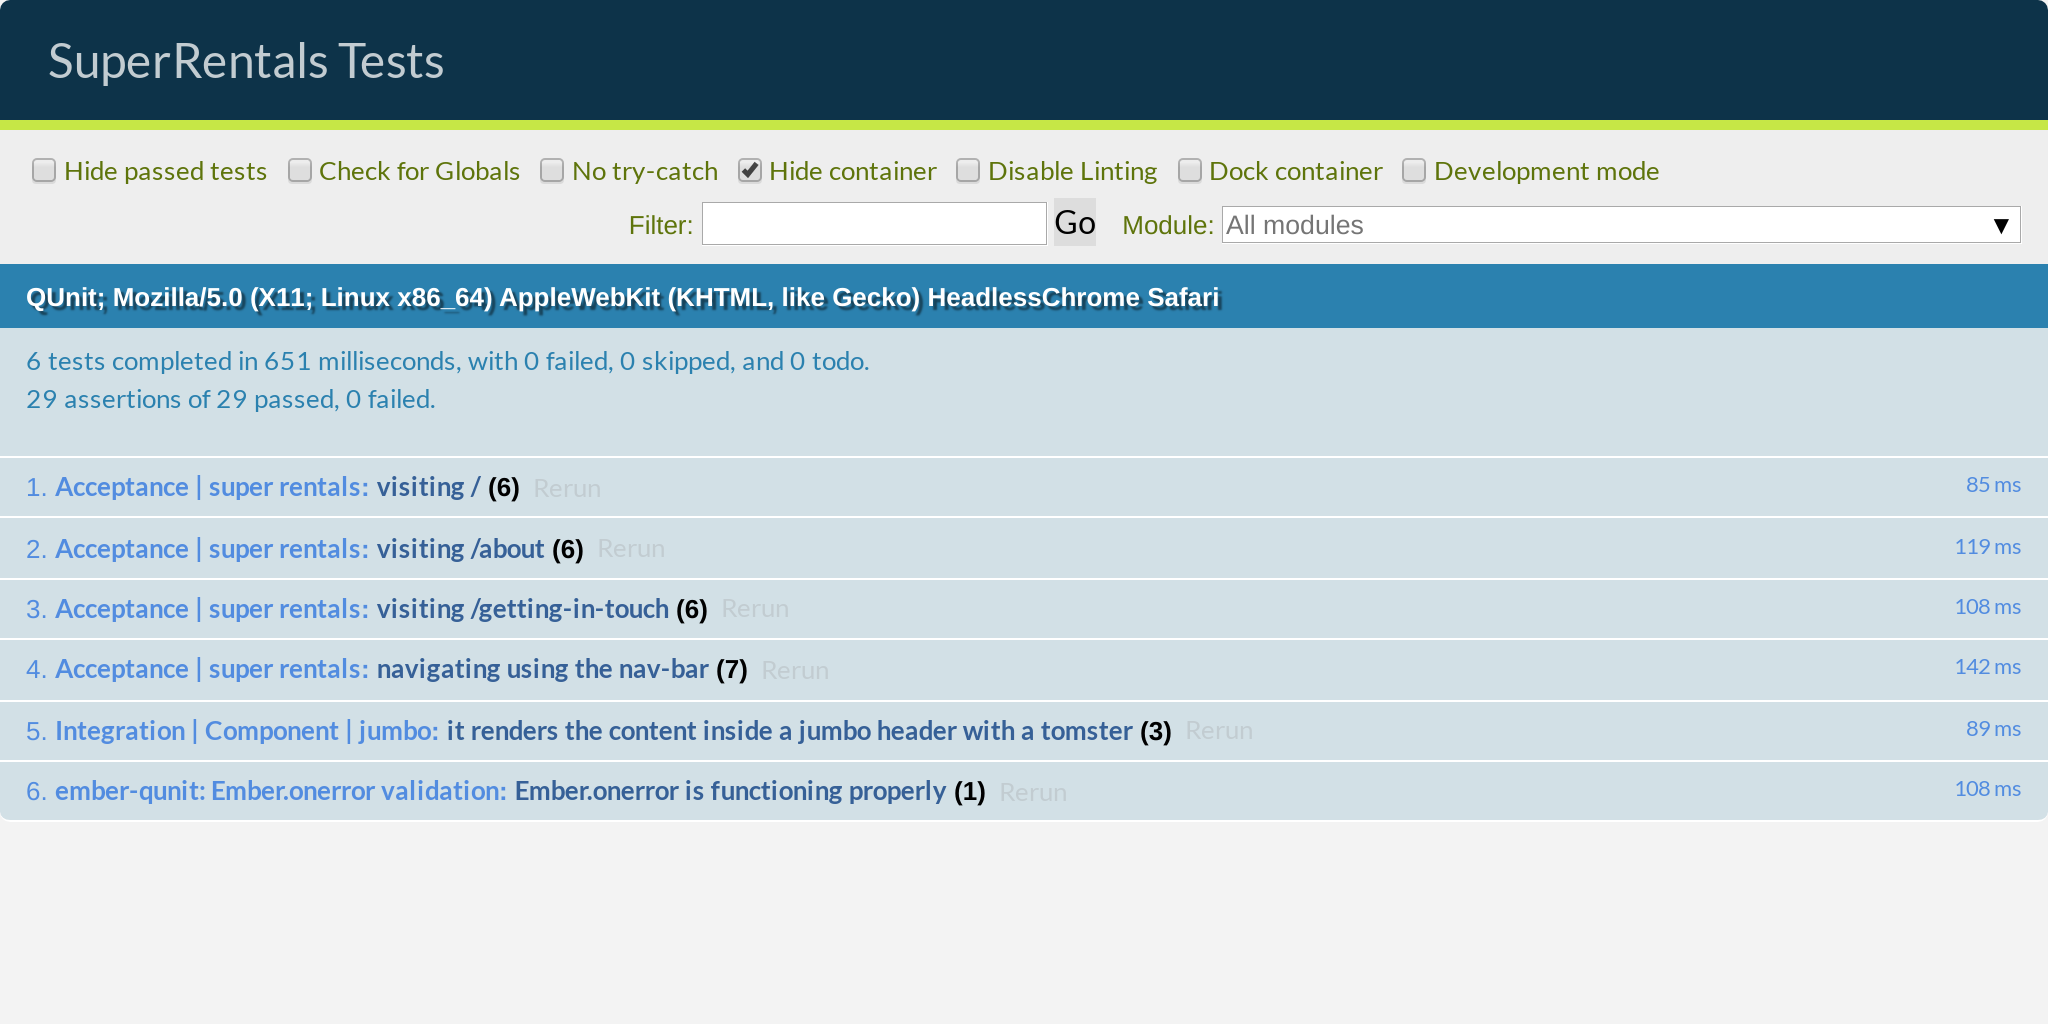 SuperRentals Tests
Hide passed tests Check for Globals No try-catch Hide container Disable Linting Dock container Development mode
Filter: Go Module: All modules ▼
QUnit; Mozilla/5.0 (X11; Linux x86_64) AppleWebKit (KHTML, like Gecko) HeadlessChrome Safari
6 tests completed in 651 milliseconds, with 0 failed, 0 skipped, and 0 todo.
29 assertions of 29 passed, 0 failed.
1. Acceptance | super rentals: visiting / (6) Rerun 85 ms
2. Acceptance | super rentals: visiting /about (6) Rerun 119 ms
3. Acceptance | super rentals: visiting /getting-in-touch (6) Rerun 108 ms
4. Acceptance | super rentals: navigating using the nav-bar (7) Rerun 142 ms
5. Integration | Component | jumbo: it renders the content inside a jumbo header with a tomster (3) Rerun 89 ms
6. ember-qunit: Ember.onerror validation: Ember.onerror is functioning properly (1) Rerun 108 ms